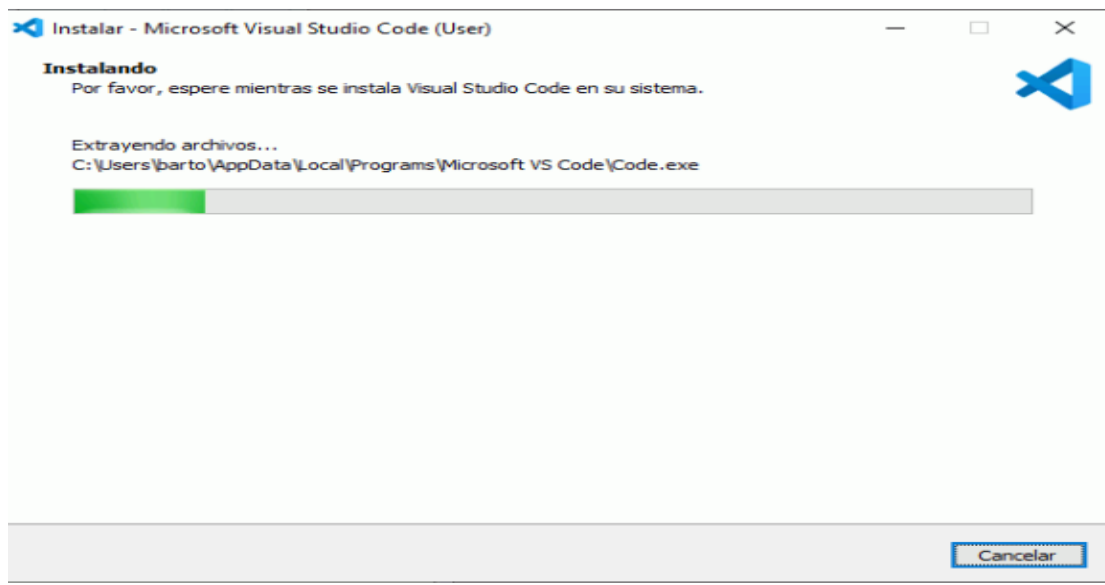 Instalar - Microsoft Visual Studio Code (User)
Instalando
Por favor, espere mientras se instala Visual Studio Code en su sistema.
Extrayendo archivos...
C:\Users\barto\AppData\Local\Programs\Microsoft VS Code\Code.exe
Cancelar